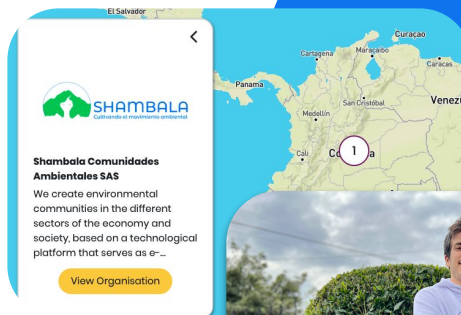 El Salvador
Curaçao
Cartagena
Maracaibo
Caracas
Panama
San Cristóbal
Venez
Medellín
Cali
Co
1
a
SHAMBALA
Cultivando el movimiento ambiental
Shambala Comunidades
Ambientales SAS
We create environmental
communities in the different
sectors of the economy and
society, based on a technological
platform that serves as e-...
View Organisation